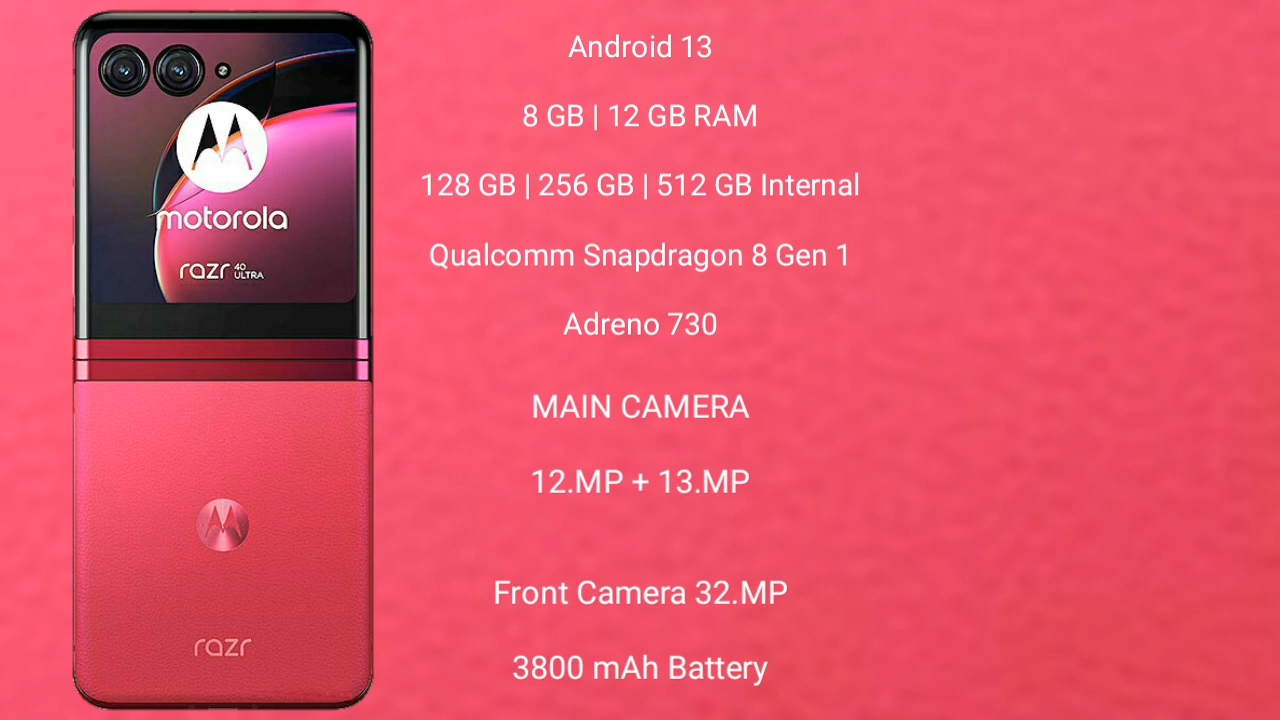 motorola
razr 40 ULTRA
razr
Android 13
8 GB | 12 GB RAM
128 GB | 256 GB | 512 GB Internal
Qualcomm Snapdragon 8 Gen 1
Adreno 730
MAIN CAMERA
12.MP + 13.MP
Front Camera 32.MP
3800 mAh Battery